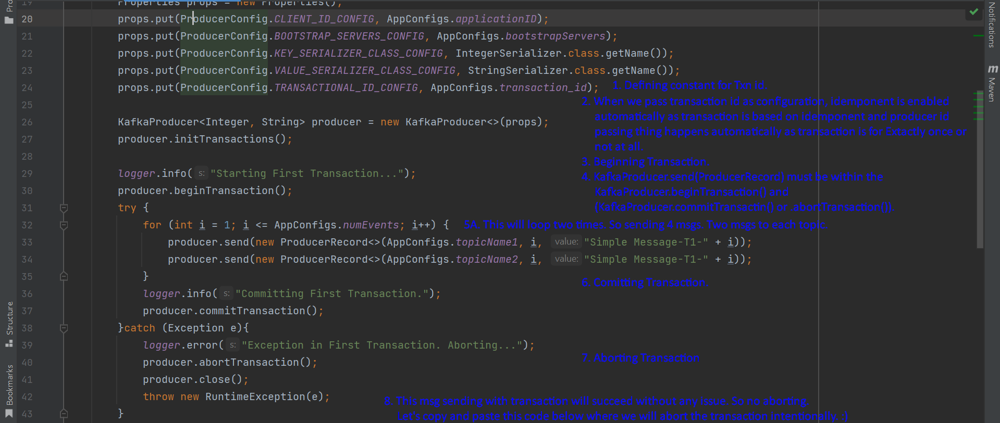 Pro
Structure
Bookmarks
Notifications
m Maven
19 Properties props = new Properties();
20 props.put(ProducerConfig.CLIENT_ID_CONFIG, AppConfigs.applicationID);
21 props.put(ProducerConfig.BOOTSTRAP_SERVERS_CONFIG, AppConfigs.bootstrapServers);
22 props.put(ProducerConfig.KEY_SERIALIZER_CLASS_CONFIG, IntegerSerializer.class.getName());
23 props.put(ProducerConfig.VALUE_SERIALIZER_CLASS_CONFIG, StringSerializer.class.getName());
24 props.put(ProducerConfig.TRANSACTIONAL_ID_CONFIG, AppConfigs.transaction_id); 1. Defining constant for Txn id.
25 2. When we pass transaction id as configuration, Idemponent is enabled
automatically as transaction is based on idemponent and producer id
26 KafkaProducer<Integer, String> producer = new KafkaProducer<>(props);
passing thing happens automatically as transaction is for Extactly once or
27 producer.initTransactions();
not at all.
28
3. Beginning Transaction.
29 logger.info( s: "Starting First Transaction...");
4. KafkaProducer.send(ProducerRecord) must be within the
30 producer.beginTransaction();
KafkaProducer.beginTransaction() and
31 try {
(KafkaProducer.commitTransactin() or .abortTransaction()).
32 for (int i = 1; i <= AppConfigs.numEvents; i++) { 5A. This will loop two times. So sending 4 msgs. Two msgs to each topic.
33 producer.send(new ProducerRecord<>(AppConfigs.topicName1, i, value: "Simple Message-T1-" + i));
34 producer.send(new ProducerRecord<>(AppConfigs.topicName2, i, value: "Simple Message-T1-" + i));
35 }
6. Comitting Transaction.
36 logger.info( s: "Committing First Transaction.");
37 producer.commitTransaction();
38 }catch (Exception e){
39 logger.error( s: "Exception in First Transaction. Aborting...");
40 producer.abortTransaction(); 7. Aborting Transaction
41 producer.close();
42 throw new RuntimeException(e); 8. This msg sending with transaction will succeed without any issue. So no aborting.
43 } Let's copy and paste this code below where we will abort the transaction intentionally. :)